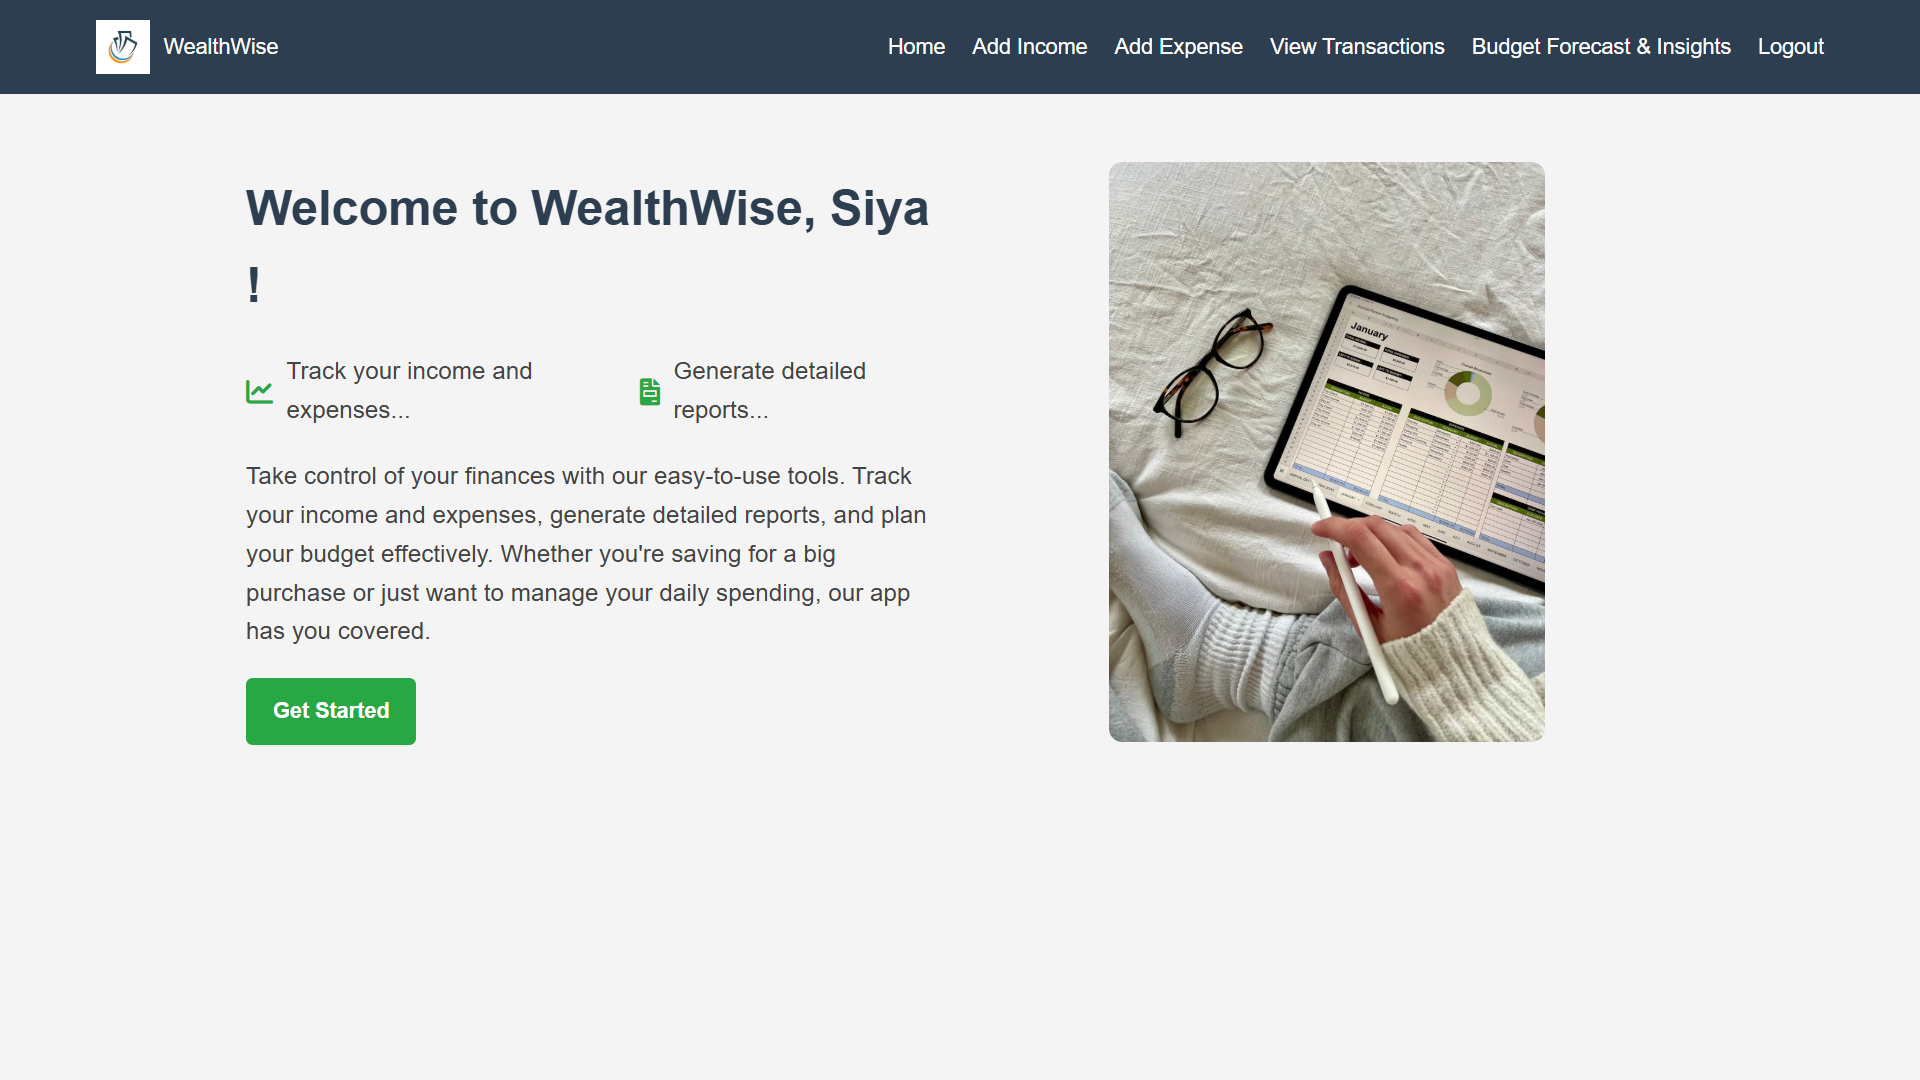 WealthWise
Home Add Income Add Expense View Transactions Budget Forecast & Insights Logout
Welcome to WealthWise, Siya
!
Track your income and
expenses...
Generate detailed
reports...
Take control of your finances with our easy-to-use tools. Track
your income and expenses, generate detailed reports, and plan
your budget effectively. Whether you're saving for a big
purchase or just want to manage your daily spending, our app
has you covered.
Get Started
January